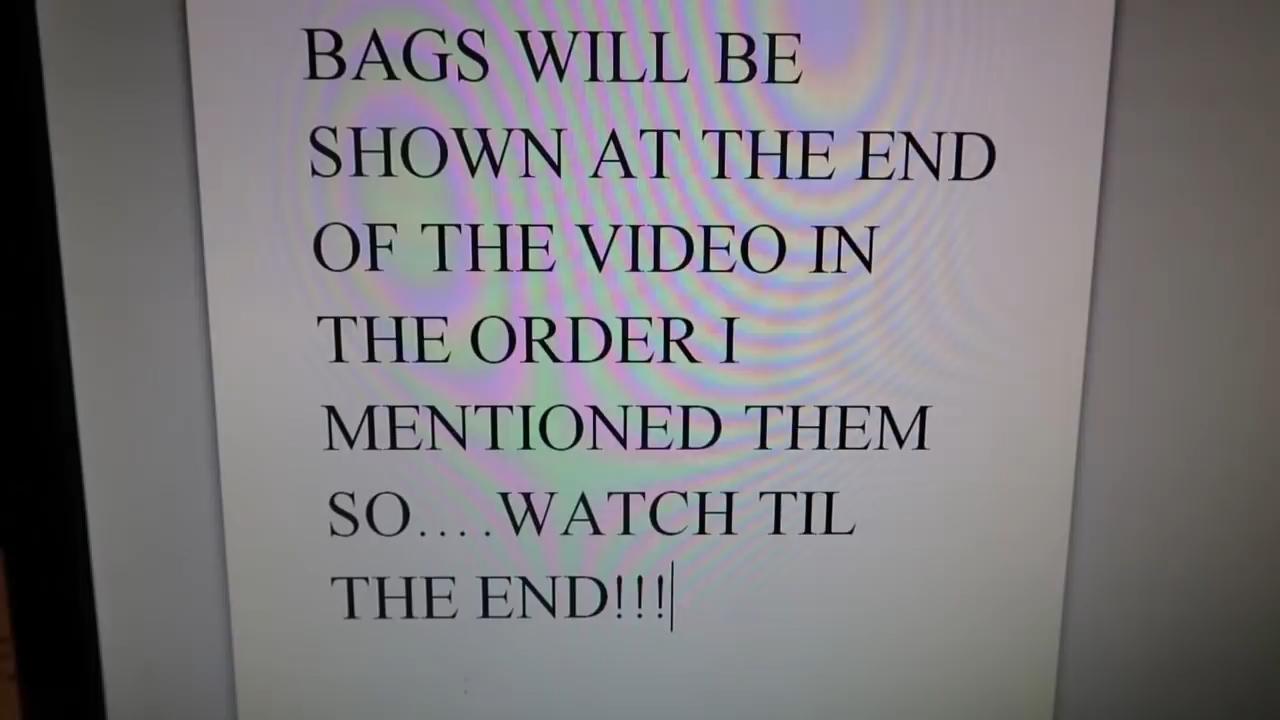 BAGS WILL BE
SHOWN AT THE END
OF THE VIDEO IN
THE ORDER I
MENTIONED THEM
SO....WATCH TIL
THE END!!!